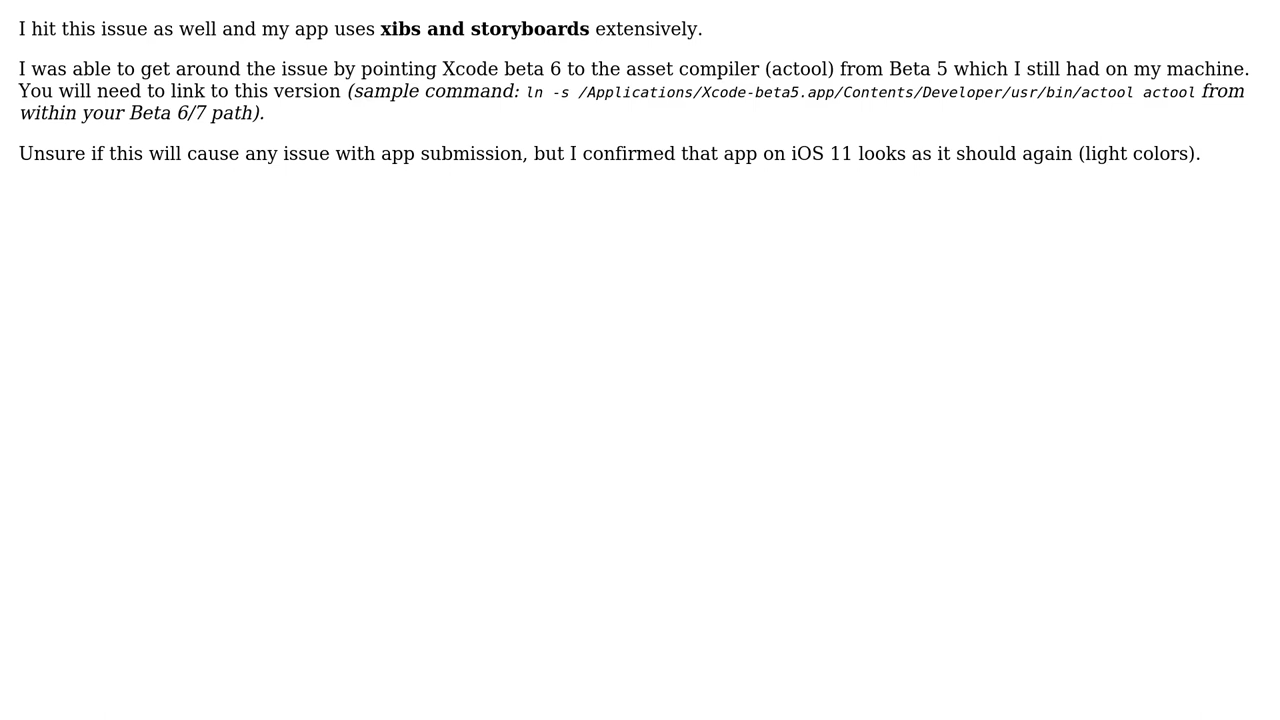 I hit this issue as well and my app uses xibs and storyboards extensively.
I was able to get around the issue by pointing Xcode beta 6 to the asset compiler (actool) from Beta 5 which I still had on my machine.
You will need to link to this version (sample command: ln -s /Applications/Xcode-beta5.app/Contents/Developer/usr/bin/actool actool from
within your Beta 6/7 path).
Unsure if this will cause any issue with app submission, but I confirmed that app on iOS 11 looks as it should again (light colors).